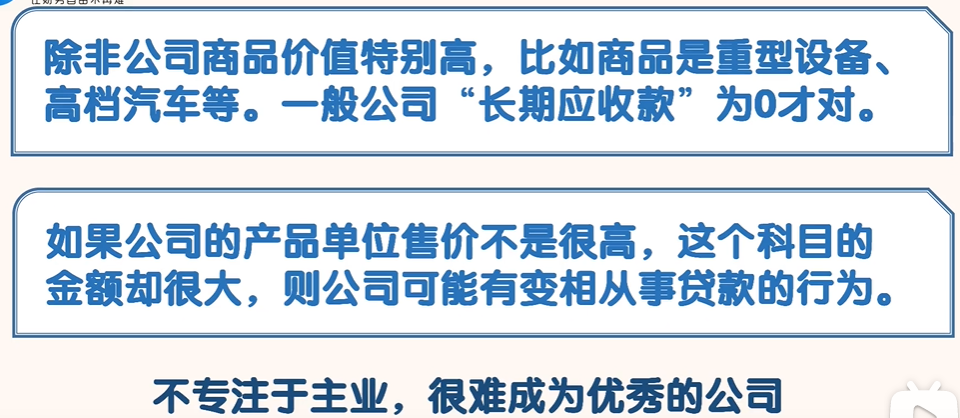 除非公司商品价值特别高，比如商品是重型设备、
高档汽车等。一般公司“长期应收款”为0才对。
如果公司的产品单位售价不是很高，这个科目的
金额却很大，则公司可能有变相从事贷款的行为。
不专注于主业，很难成为优秀的公司